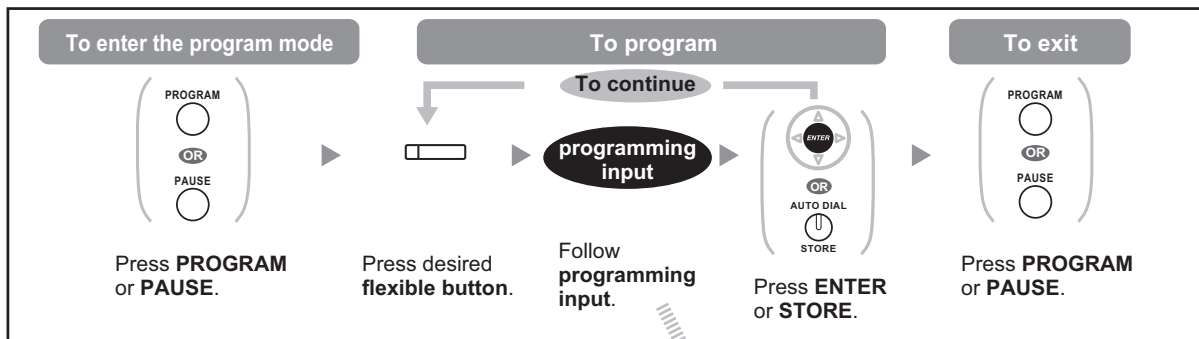 To enter the program mode
To program
To exit
To continue
PROGRAM
OR
PAUSE
programming
input
ENTER
OR
AUTO DIAL
STORE
PROGRAM
OR
PAUSE
Press PROGRAM
or PAUSE.
Press desired
flexible button.
Follow
programming
input.
Press ENTER
or STORE.
Press PROGRAM
or PAUSE.